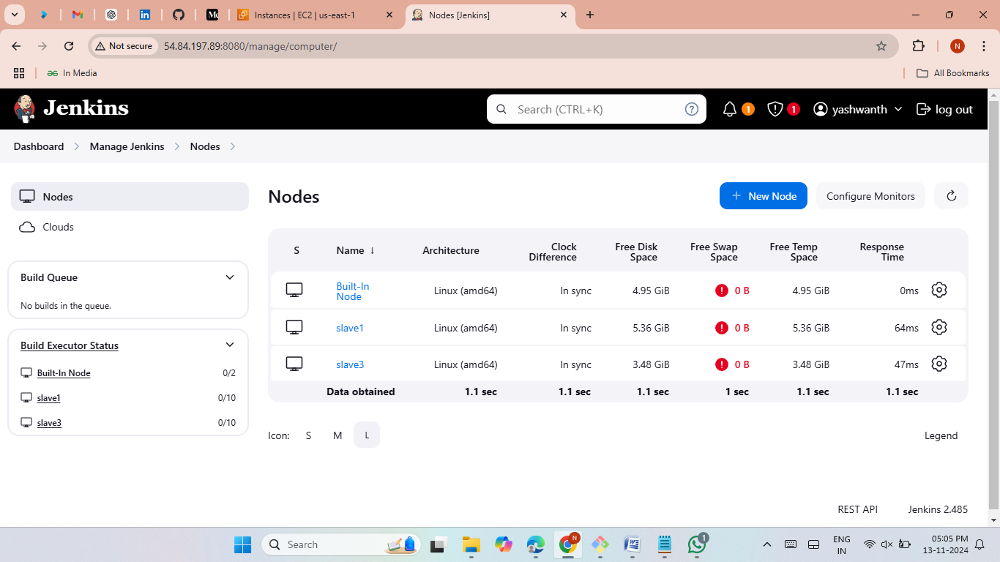 Instances | EC2 | us-east-1
Nodes [Jenkins]
Not secure
54.84.197.89:8080/manage/computer/
N
In Media
All Bookmarks
Jenkins
Search (CTRL+K)
?
1
1
yashwanth
log out
Dashboard
Manage Jenkins
Nodes
Nodes
Clouds
Build Queue
No builds in the queue.
Build Executor Status
Built-In Node 0/2
slave1 0/10
slave3 0/10
Nodes
+ New Node
Configure Monitors
S Name ↓ Architecture Clock Difference Free Disk Space Free Swap Space Free Temp Space Response Time
Built-In Node Linux (amd64) In sync 4.95 GiB ! 0 B 4.95 GiB 0ms
slave1 Linux (amd64) In sync 5.36 GiB ! 0 B 5.36 GiB 64ms
slave3 Linux (amd64) In sync 3.48 GiB ! 0 B 3.48 GiB 47ms
Data obtained 1.1 sec 1.1 sec 1.1 sec 1 sec 1.1 sec 1.1 sec
Icon: S M L
Legend
REST API
Jenkins 2.485
Search
N
1
ENG
IN
05:05 PM
13-11-2024